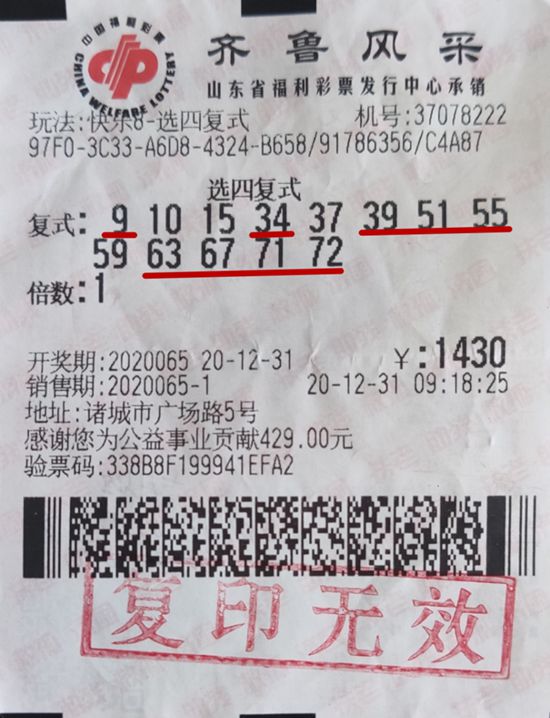 中国福利彩票
CHINA WELFARE LOTTERY
齐鲁风采
山东省福利彩票发行中心承销
玩法:快乐8-选四复式 机号:37078222
97F0-3C33-A6D8-4324-B658/91786356/C4A87
选四复式
复式: 9 10 15 34 37 39 51 55
59 63 67 71 72
倍数:1
开奖期:2020065 20-12-31 ¥:1430
销售期:2020065-1 20-12-31 09:18:25
地址:诸城市广场路5号
感谢您为公益事业贡献429.00元
验票码:338B8F199941EFA2
复印无效